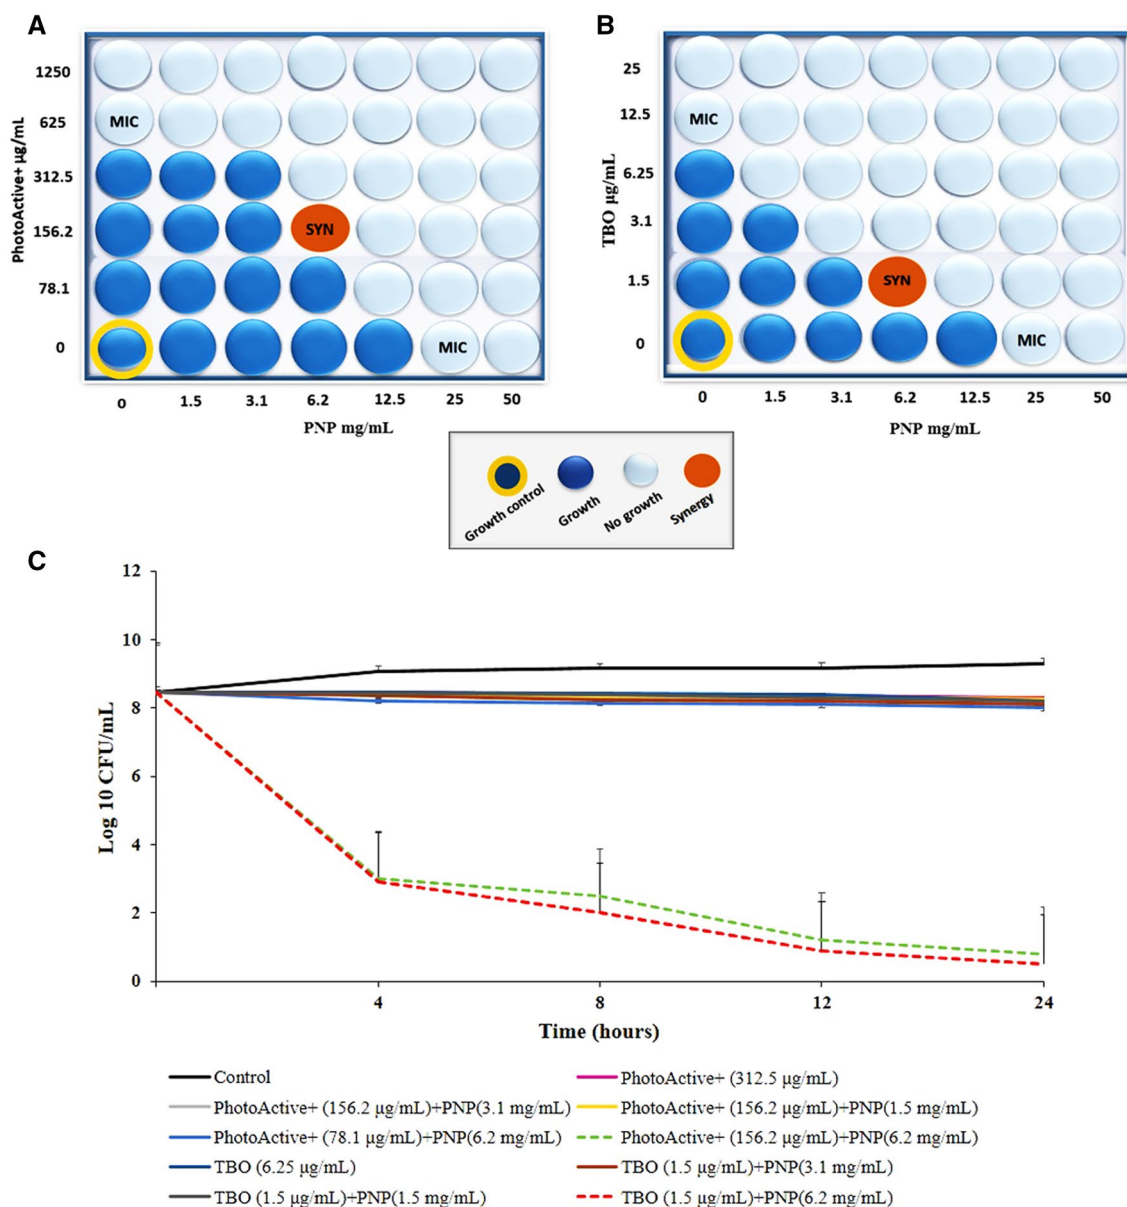 A
PhotoActive+ µg/mL
1250
625
312.5
156.2
78.1
0
MIC
SYN
MIC
0 1.5 3.1 6.2 12.5 25 50
PNP mg/mL
B
TBO µg/mL
25
12.5
6.25
3.1
1.5
0
MIC
SYN
MIC
0 1.5 3.1 6.2 12.5 25 50
PNP mg/mL
Growth control
Growth
No growth
Synergy
C
Log 10 CFU/mL
12
10
8
6
4
2
0
4 8 12 24
Time (hours)
Control
PhotoActive+ (312.5 µg/mL)
PhotoActive+ (156.2 µg/mL)+PNP(3.1 mg/mL)
PhotoActive+ (156.2 µg/mL)+PNP(1.5 mg/mL)
PhotoActive+ (78.1 µg/mL)+PNP(6.2 mg/mL)
PhotoActive+ (156.2 µg/mL)+PNP(6.2 mg/mL)
TBO (6.25 µg/mL)
TBO (1.5 µg/mL)+PNP(3.1 mg/mL)
TBO (1.5 µg/mL)+PNP(1.5 mg/mL)
TBO (1.5 µg/mL)+PNP(6.2 mg/mL)